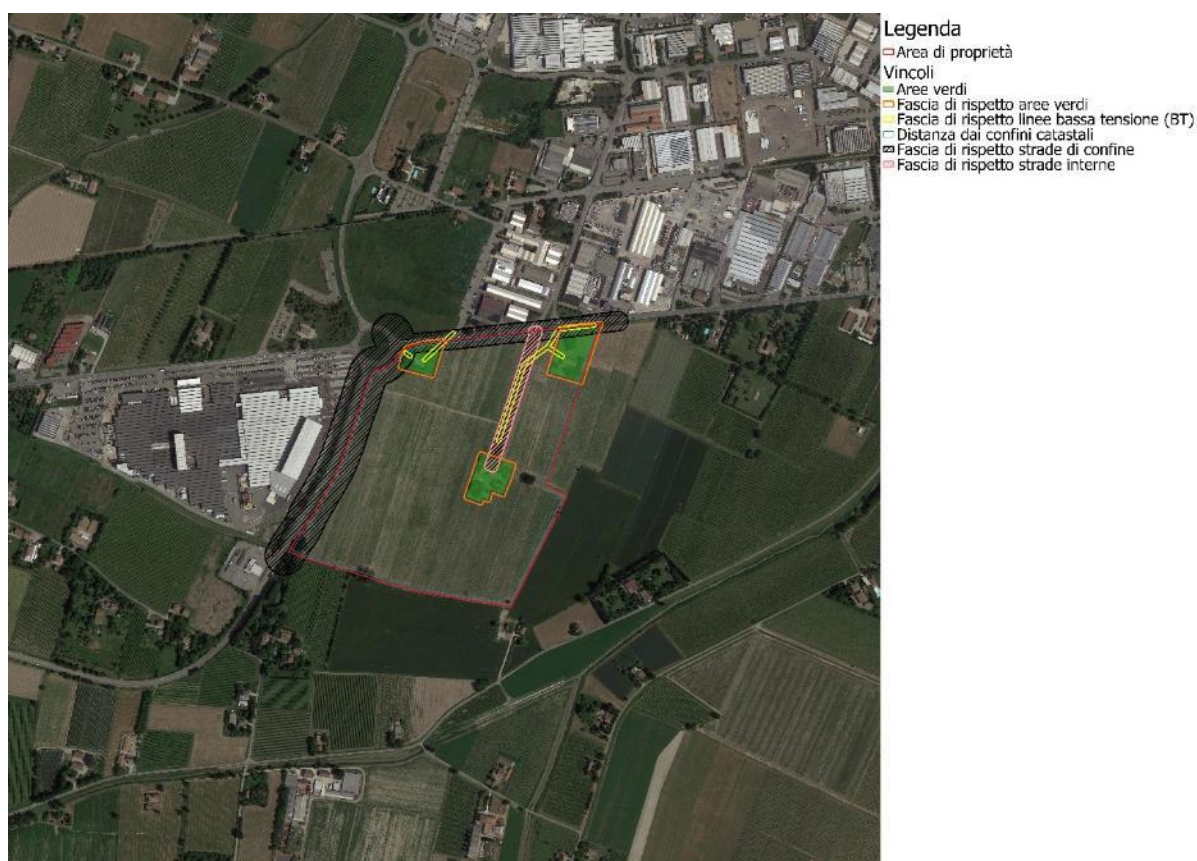 Legenda
Area di proprietà
Vincoli
Aree verdi
Fascia di rispetto aree verdi
Fascia di rispetto linee bassa tensione (BT)
Distanza dai confini catastali
Fascia di rispetto strade di confine
Fascia di rispetto strade interne